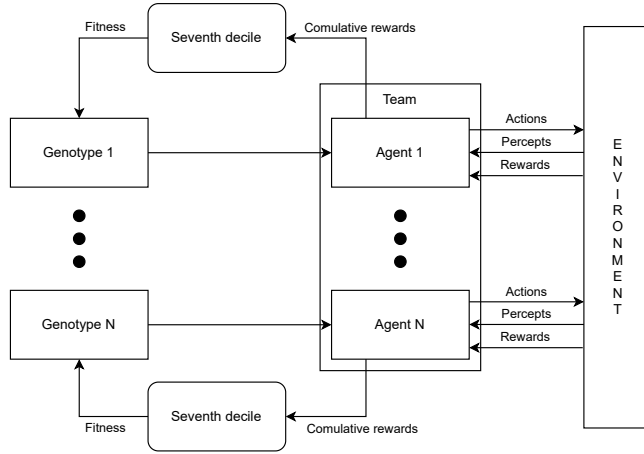 Fitness
Seventh decile
Comulative rewards
Team
Genotype 1
Agent 1
Actions
Percepts
Rewards
ENVIRONMENT
Genotype N
Agent N
Actions
Percepts
Rewards
Fitness
Seventh decile
Comulative rewards